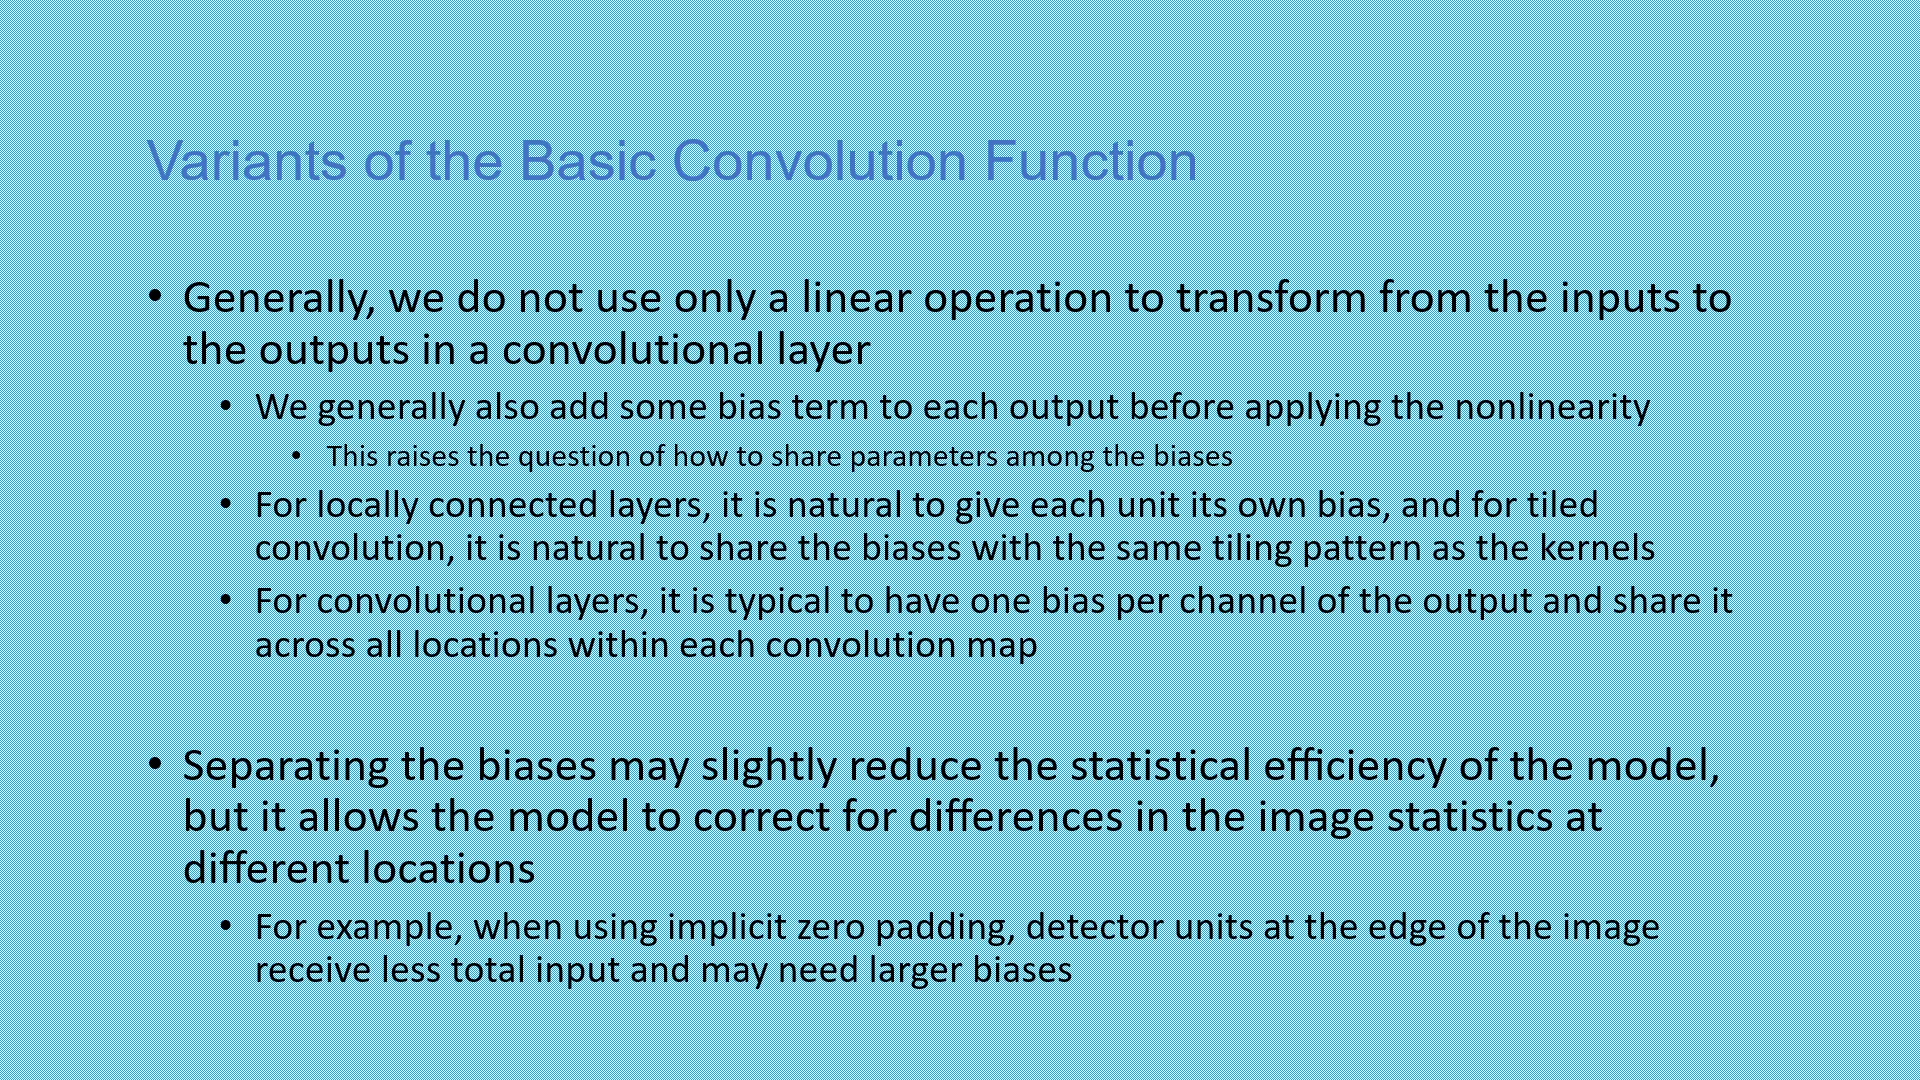 Variants of the Basic Convolution Function
• Generally, we do not use only a linear operation to transform from the inputs to
the outputs in a convolutional layer
• We generally also add some bias term to each output before applying the nonlinearity
• This raises the question of how to share parameters among the biases
• For locally connected layers, it is natural to give each unit its own bias, and for tiled
convolution, it is natural to share the biases with the same tiling pattern as the kernels
• For convolutional layers, it is typical to have one bias per channel of the output and share it
across all locations within each convolution map
• Separating the biases may slightly reduce the statistical efficiency of the model,
but it allows the model to correct for differences in the image statistics at
different locations
• For example, when using implicit zero padding, detector units at the edge of the image
receive less total input and may need larger biases